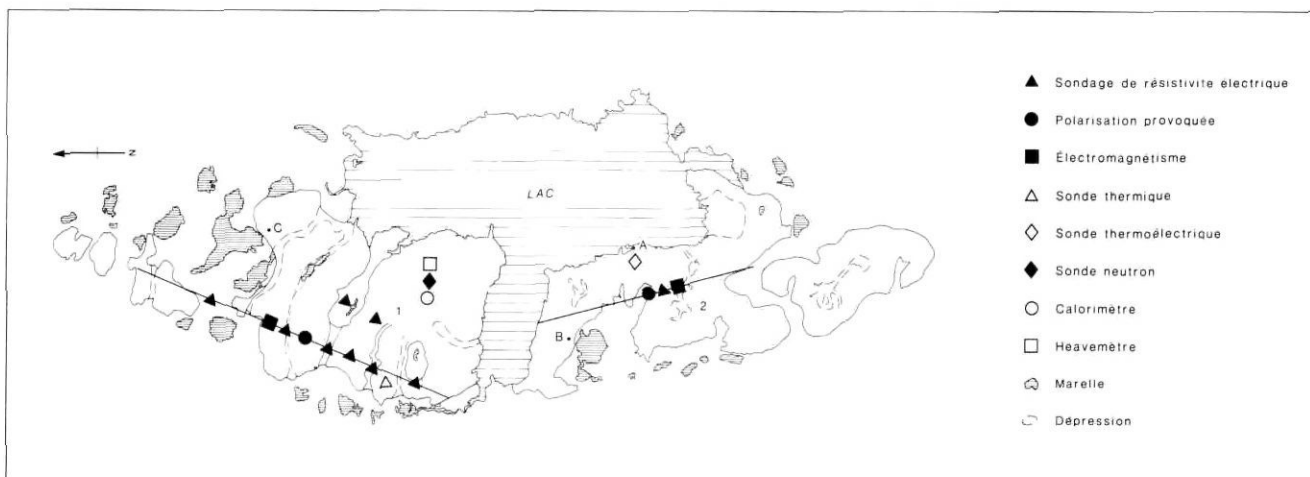 N
LAC
C
A
B
1
2
Sondage de résistivite électrique
Polarisation provoquée
Électromagnétisme
Sonde thermique
Sonde thermoélectrique
Sonde neutron
Calorimètre
Heavemètre
Marelle
Dépression